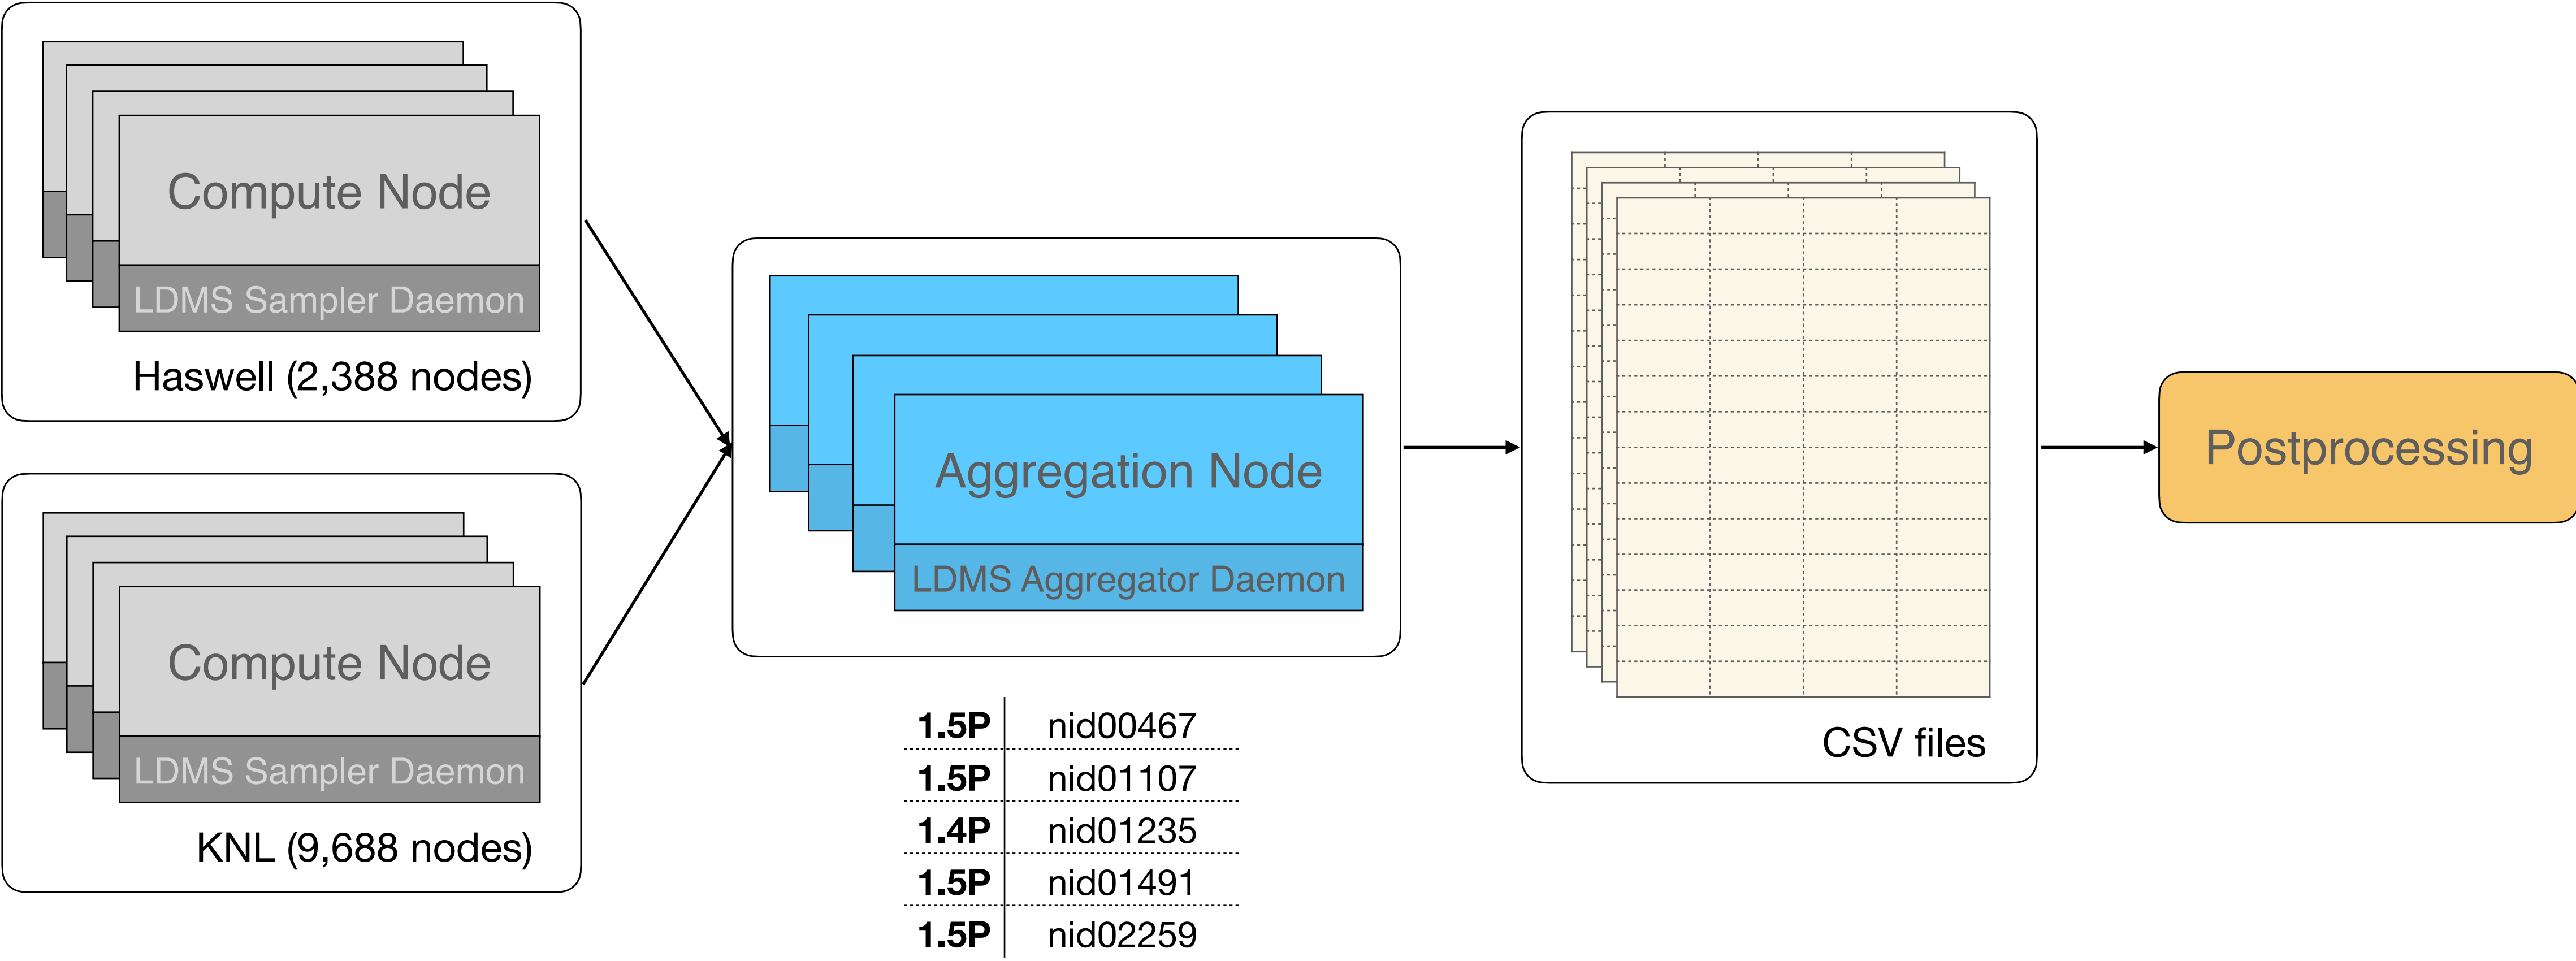 Compute Node
LDMS Sampler Daemon
Haswell (2,388 nodes)
Compute Node
LDMS Sampler Daemon
KNL (9,688 nodes)
Aggregation Node
LDMS Aggregator Daemon
1.5P nid00467
1.5P nid01107
1.4P nid01235
1.5P nid01491
1.5P nid02259
CSV files
Postprocessing